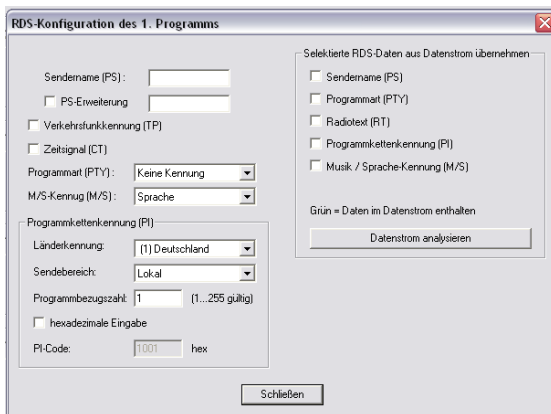 RDS-Konfiguration des 1. Programms
Sendername (PS) :
PS-Erweiterung
Verkehrsfunkkennung (TP)
Zeitsignal (CT)
Programmart (PTY) : Keine Kennung
M/S-Kennug (M/S) : Sprache
Programmkettenkennung (PI)
Länderkennung: (1) Deutschland
Sendebereich: Lokal
Programmbezugszahl: 1 (1...255 gültig)
hexadezimale Eingabe
PI-Code: 1001 hex
Selektierte RDS-Daten aus Datenstrom übernehmen
Sendername (PS)
Programmart (PTY)
Radiotext (RT)
Programmkettenkennung (PI)
Musik / Sprache-Kennung (M/S)
Grün = Daten im Datenstrom enthalten
Datenstrom analysieren
Schließen